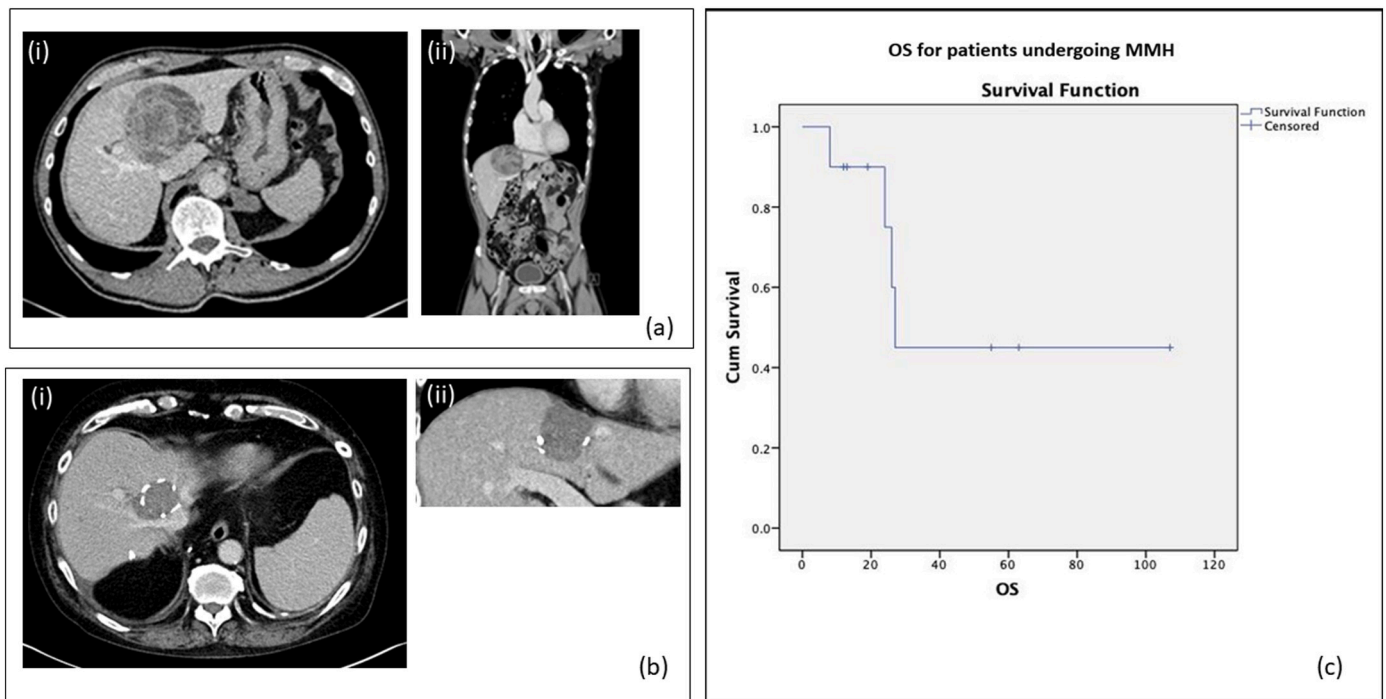 (i)
(ii)
(a)
(i)
(ii)
(b)
OS for patients undergoing MMH
Survival Function
Survival Function
Censored
1.0
0.8
0.6
0.4
0.2
0.0
Cum Survival
0 20 40 60 80 100 120
OS
(c)